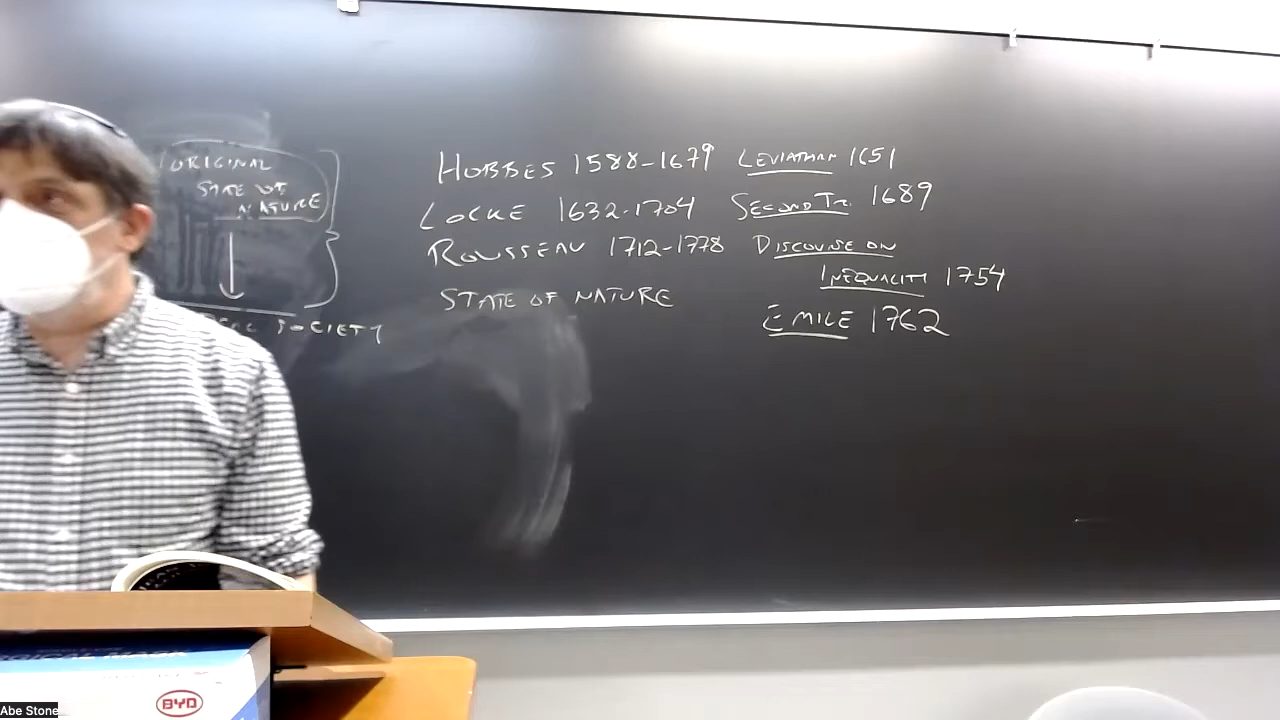 ORIGINAL
STATE OF
NATURE
SOCIETY
HOBBES 1588-1679 LEVIATHAN 1651
LOCKE 1632-1704 SECOND TR. 1689
ROUSSEAU 1712-1778 DISCOURSE ON
INEQUALITY 1754
STATE OF NATURE
EMILE 1762
BYD
Abe Stone